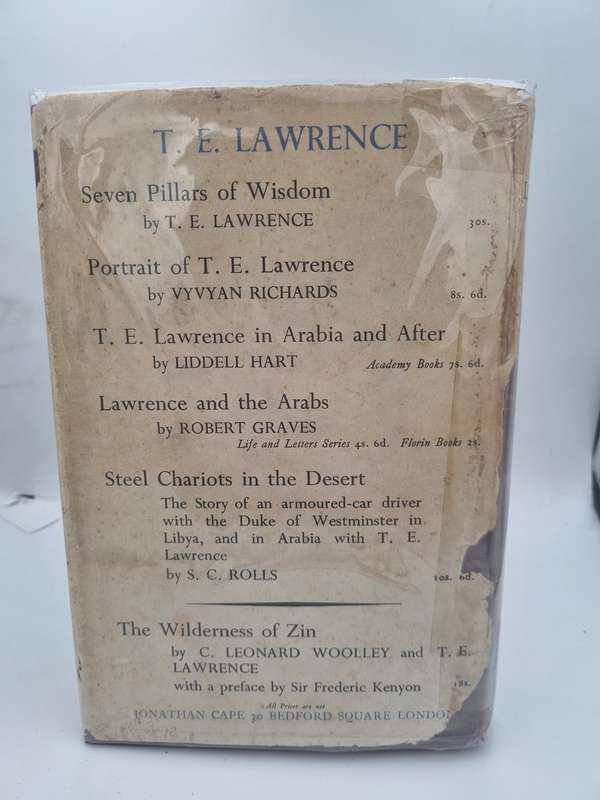 T. E. LAWRENCE
Seven Pillars of Wisdom
by T. E. LAWRENCE 30s.
Portrait of T. E. Lawrence
by VYVYAN RICHARDS 8s. 6d.
T. E. Lawrence in Arabia and After
by LIDDELL HART Academy Books 7s. 6d.
Lawrence and the Arabs
by ROBERT GRAVES
Life and Letters Series 4s. 6d. Florin Books 2s.
Steel Chariots in the Desert
The Story of an armoured-car driver
with the Duke of Westminster in
Libya, and in Arabia with T. E.
Lawrence
by S. C. ROLLS 10s. 6d.
The Wilderness of Zin
by C. LEONARD WOOLLEY and T. E.
LAWRENCE
with a preface by Sir Frederic Kenyon 18s.
All Prices are net
JONATHAN CAPE 30 BEDFORD SQUARE LONDON